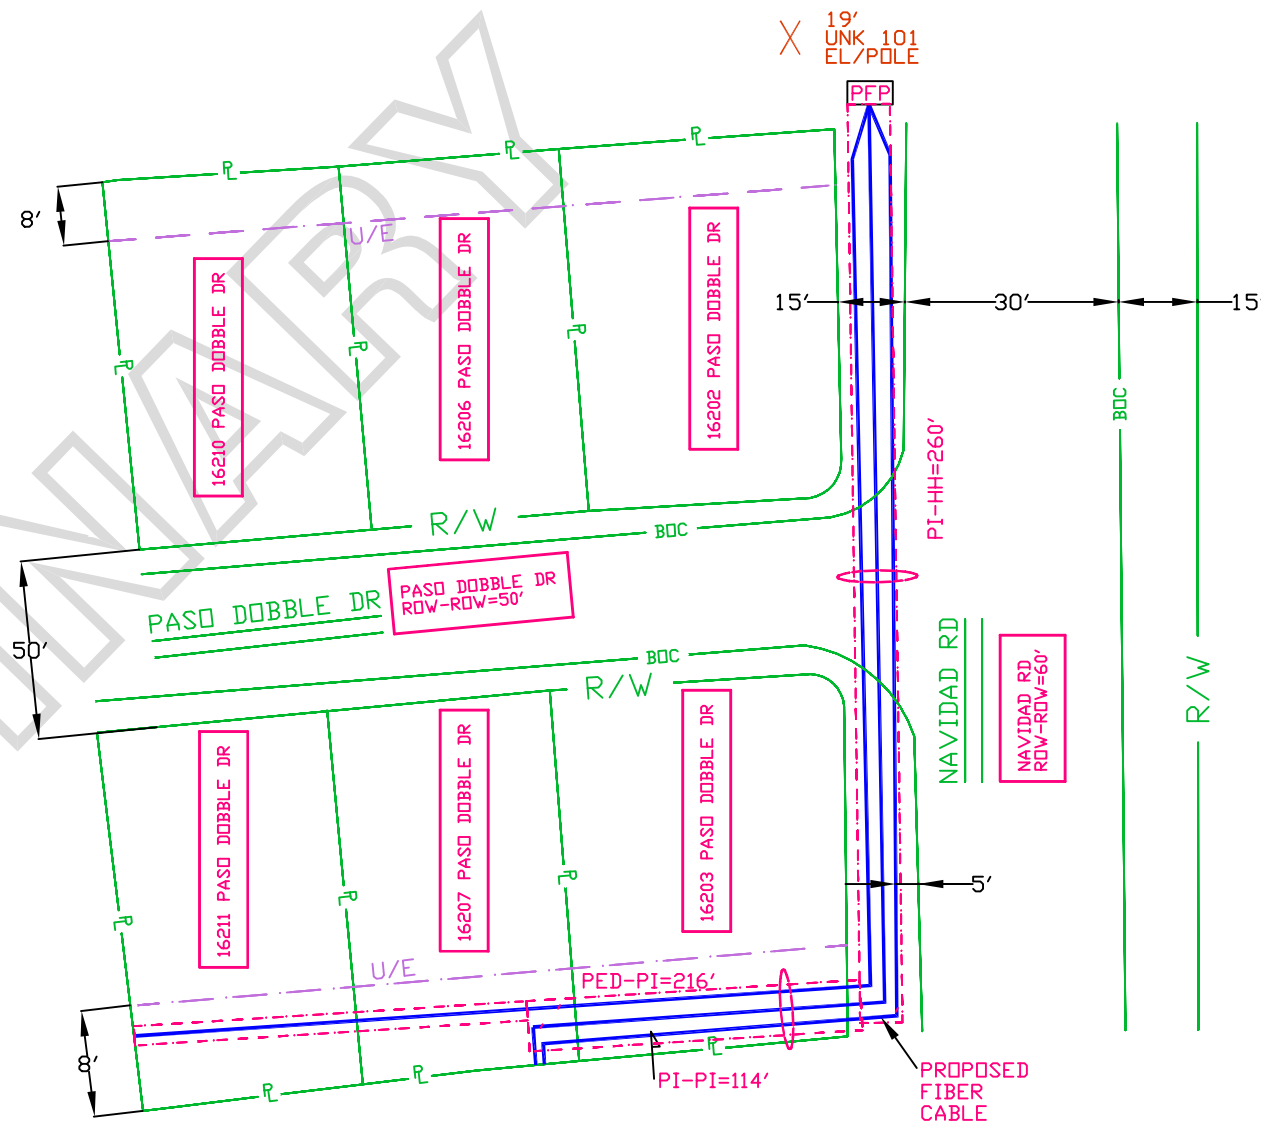 19'
UNK 101
EL/POLE
PFP
PL
PL
PL
8'
U/E
16210 PASO DOBBLE DR
16206 PASO DOBBLE DR
16202 PASO DOBBLE DR
15'
30'
15'
PL
PL
PL
BOC
PI-HH=260'
R/W
BOC
PASO DOBBLE DR
PASO DOBBLE DR
ROW-ROW=50'
50'
BOC
R/W
NAVIDAD RD
NAVIDAD RD
ROW-ROW=60'
R/W
16211 PASO DOBBLE DR
16207 PASO DOBBLE DR
16203 PASO DOBBLE DR
PL
PL
PL
5'
U/E
PED-PI=216'
8'
PL
PL
PL
PI-PI=114'
PROPOSED
FIBER
CABLE
INARY